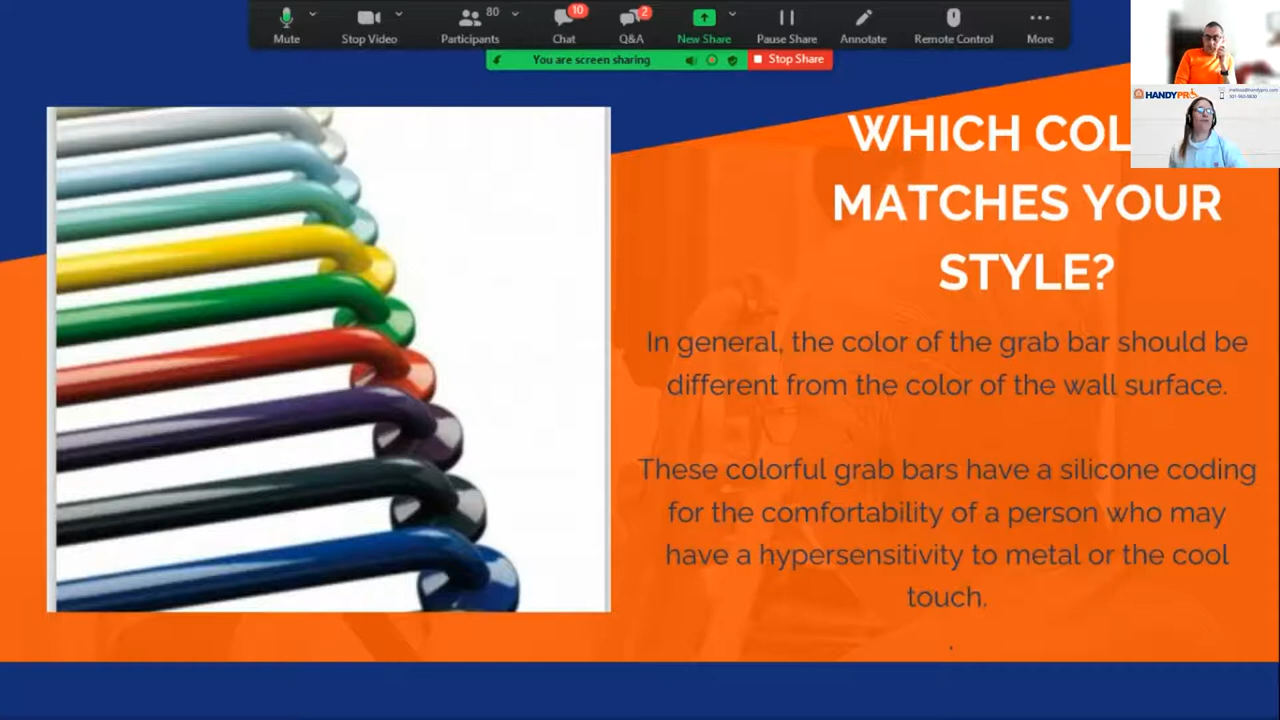 80
10
2
Mute
Stop Video
Participants
Chat
Q&A
New Share
Pause Share
Annotate
Remote Control
More
You are screen sharing
Stop Share
HANDYPRO
WHICH COL
MATCHES YOUR
STYLE?
In general, the color of the grab bar should be
different from the color of the wall surface.
These colorful grab bars have a silicone coding
for the comfortability of a person who may
have a hypersensitivity to metal or the cool
touch.
.